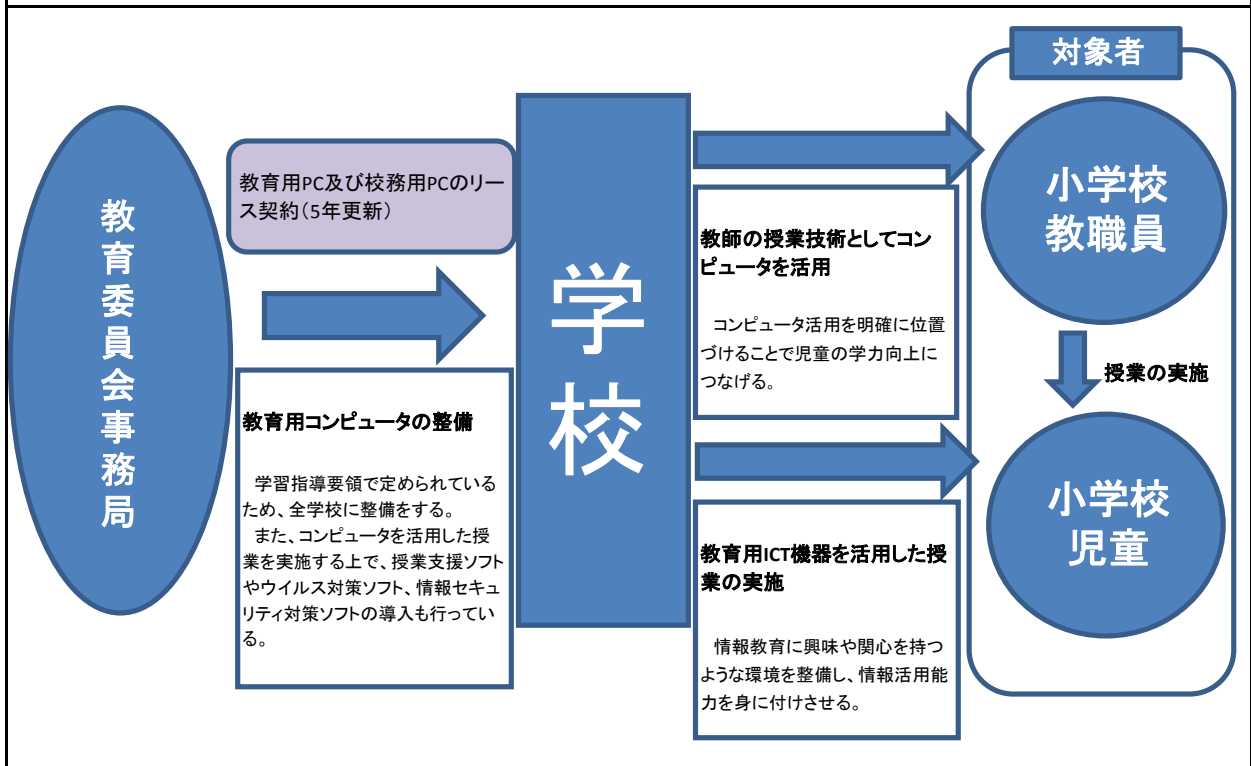 教育委員会事務局
教育用PC及び校務用PCのリー
ス契約（5年更新）
教育用コンピュータの整備
学習指導要領で定められている
ため、全学校に整備をする。
また、コンピュータを活用した授
業を実施する上で、授業支援ソフト
やウイルス対策ソフト、情報セキュ
リティ対策ソフトの導入も行ってい
る。
学校
教師の授業技術としてコン
ピュータを活用
コンピュータ活用を明確に位置
づけることで児童の学力向上に
つなげる。
教育用ICT機器を活用した授
業の実施
情報教育に興味や関心を持つ
ような環境を整備し、情報活用能
力を身に付けさせる。
対象者
小学校
教職員
授業の実施
小学校
児童